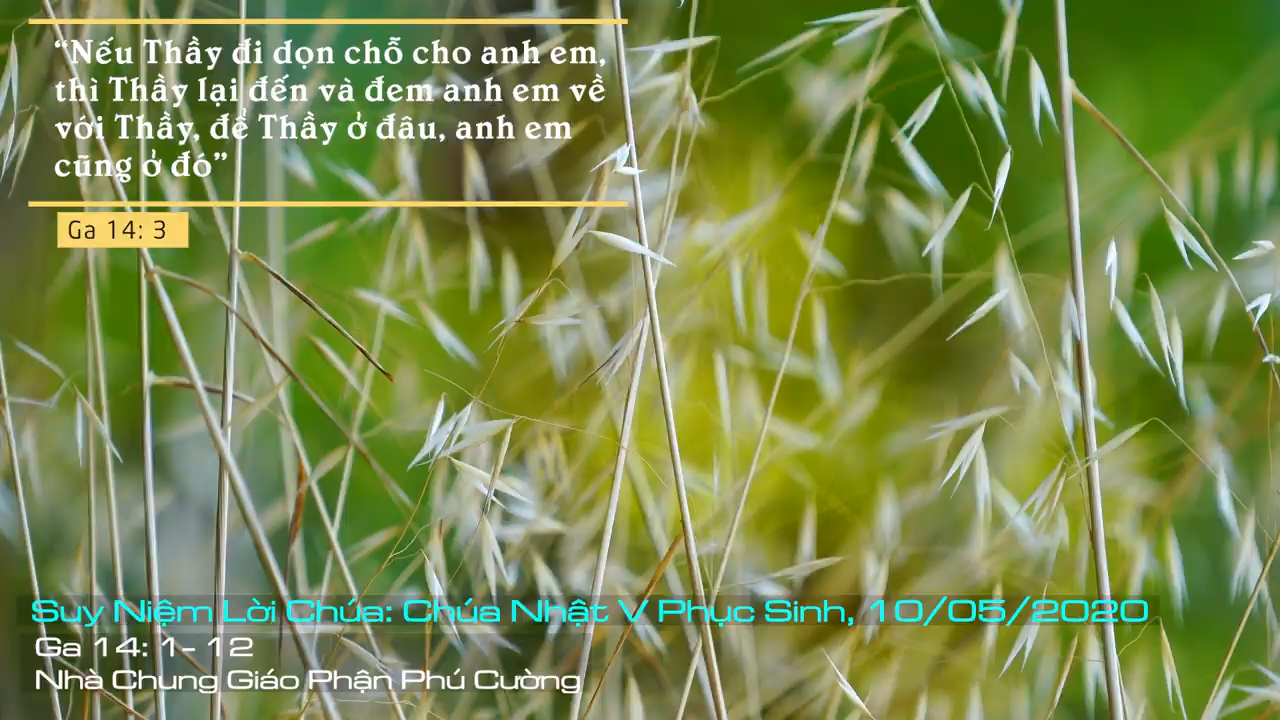 “Nếu Thầy đi dọn chỗ cho anh em,
thì Thầy lại đến và đem anh em về
với Thầy, để Thầy ở đâu, anh em
cũng ở đó”
Ga 14: 3
Suy Niệm Lời Chúa: Chúa Nhật V Phục Sinh, 10/05/2020
Ga 14: 1- 12
Nhà Chung Giáo Phận Phú Cường